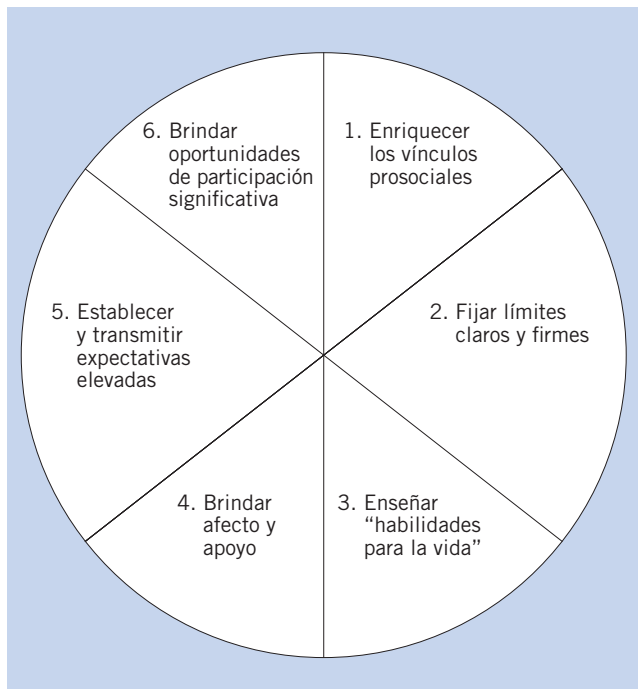 1. Enriquecer
los vínculos
prosociales
2. Fijar límites
claros y firmes
3. Enseñar
“habilidades
para la vida”
4. Brindar
afecto y
apoyo
5. Establecer
y transmitir
expectativas
elevadas
6. Brindar
oportunidades
de participación
significativa